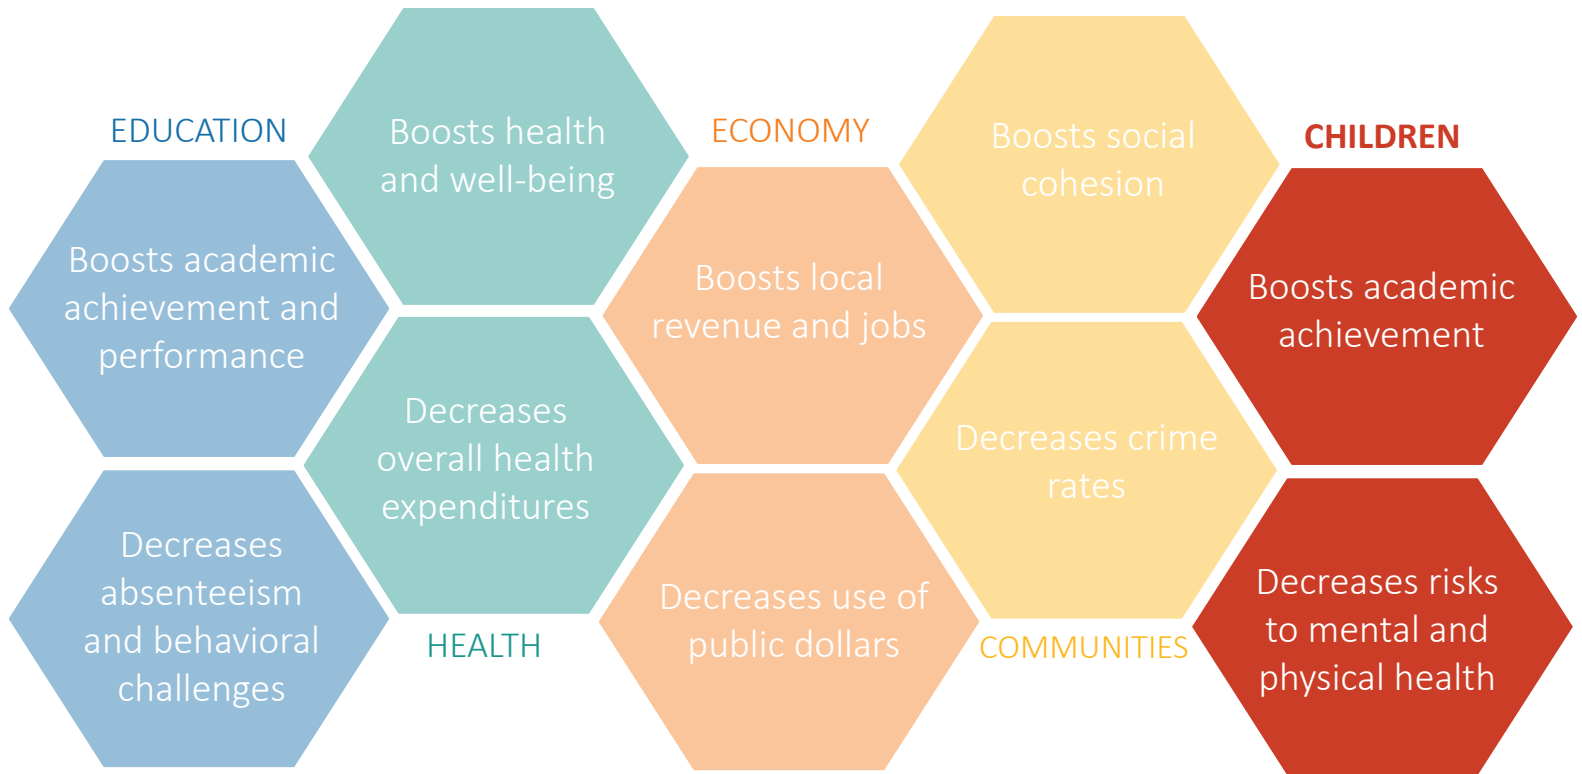 EDUCATION
Boosts academic
achievement and
performance
Decreases
absenteeism
and behavioral
challenges
Boosts health
and well-being
Decreases
overall health
expenditures
HEALTH
ECONOMY
Boosts local
revenue and jobs
Decreases use of
public dollars
Boosts social
cohesion
Decreases crime
rates
COMMUNITIES
CHILDREN
Boosts academic
achievement
Decreases risks
to mental and
physical health